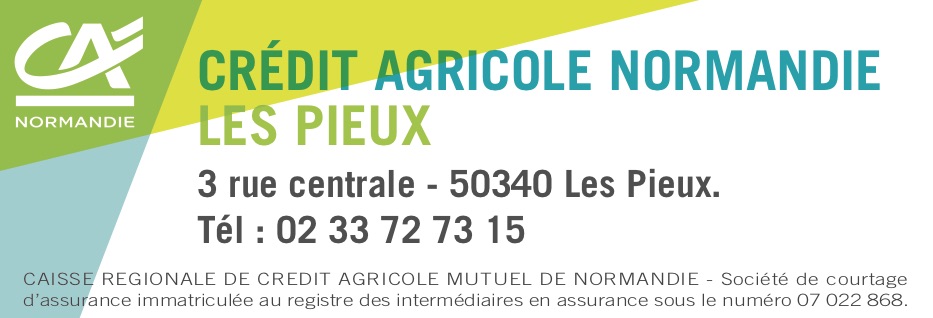 CA
NORMANDIE
CRÉDIT AGRICOLE NORMANDIE
LES PIEUX
3 rue centrale - 50340 Les Pieux.
Tél : 02 33 72 73 15
CAISSE REGIONALE DE CREDIT AGRICOLE MUTUEL DE NORMANDIE - Société de courtage
d'assurance immatriculée au registre des intermédiaires en assurance sous le numéro 07 022 868.